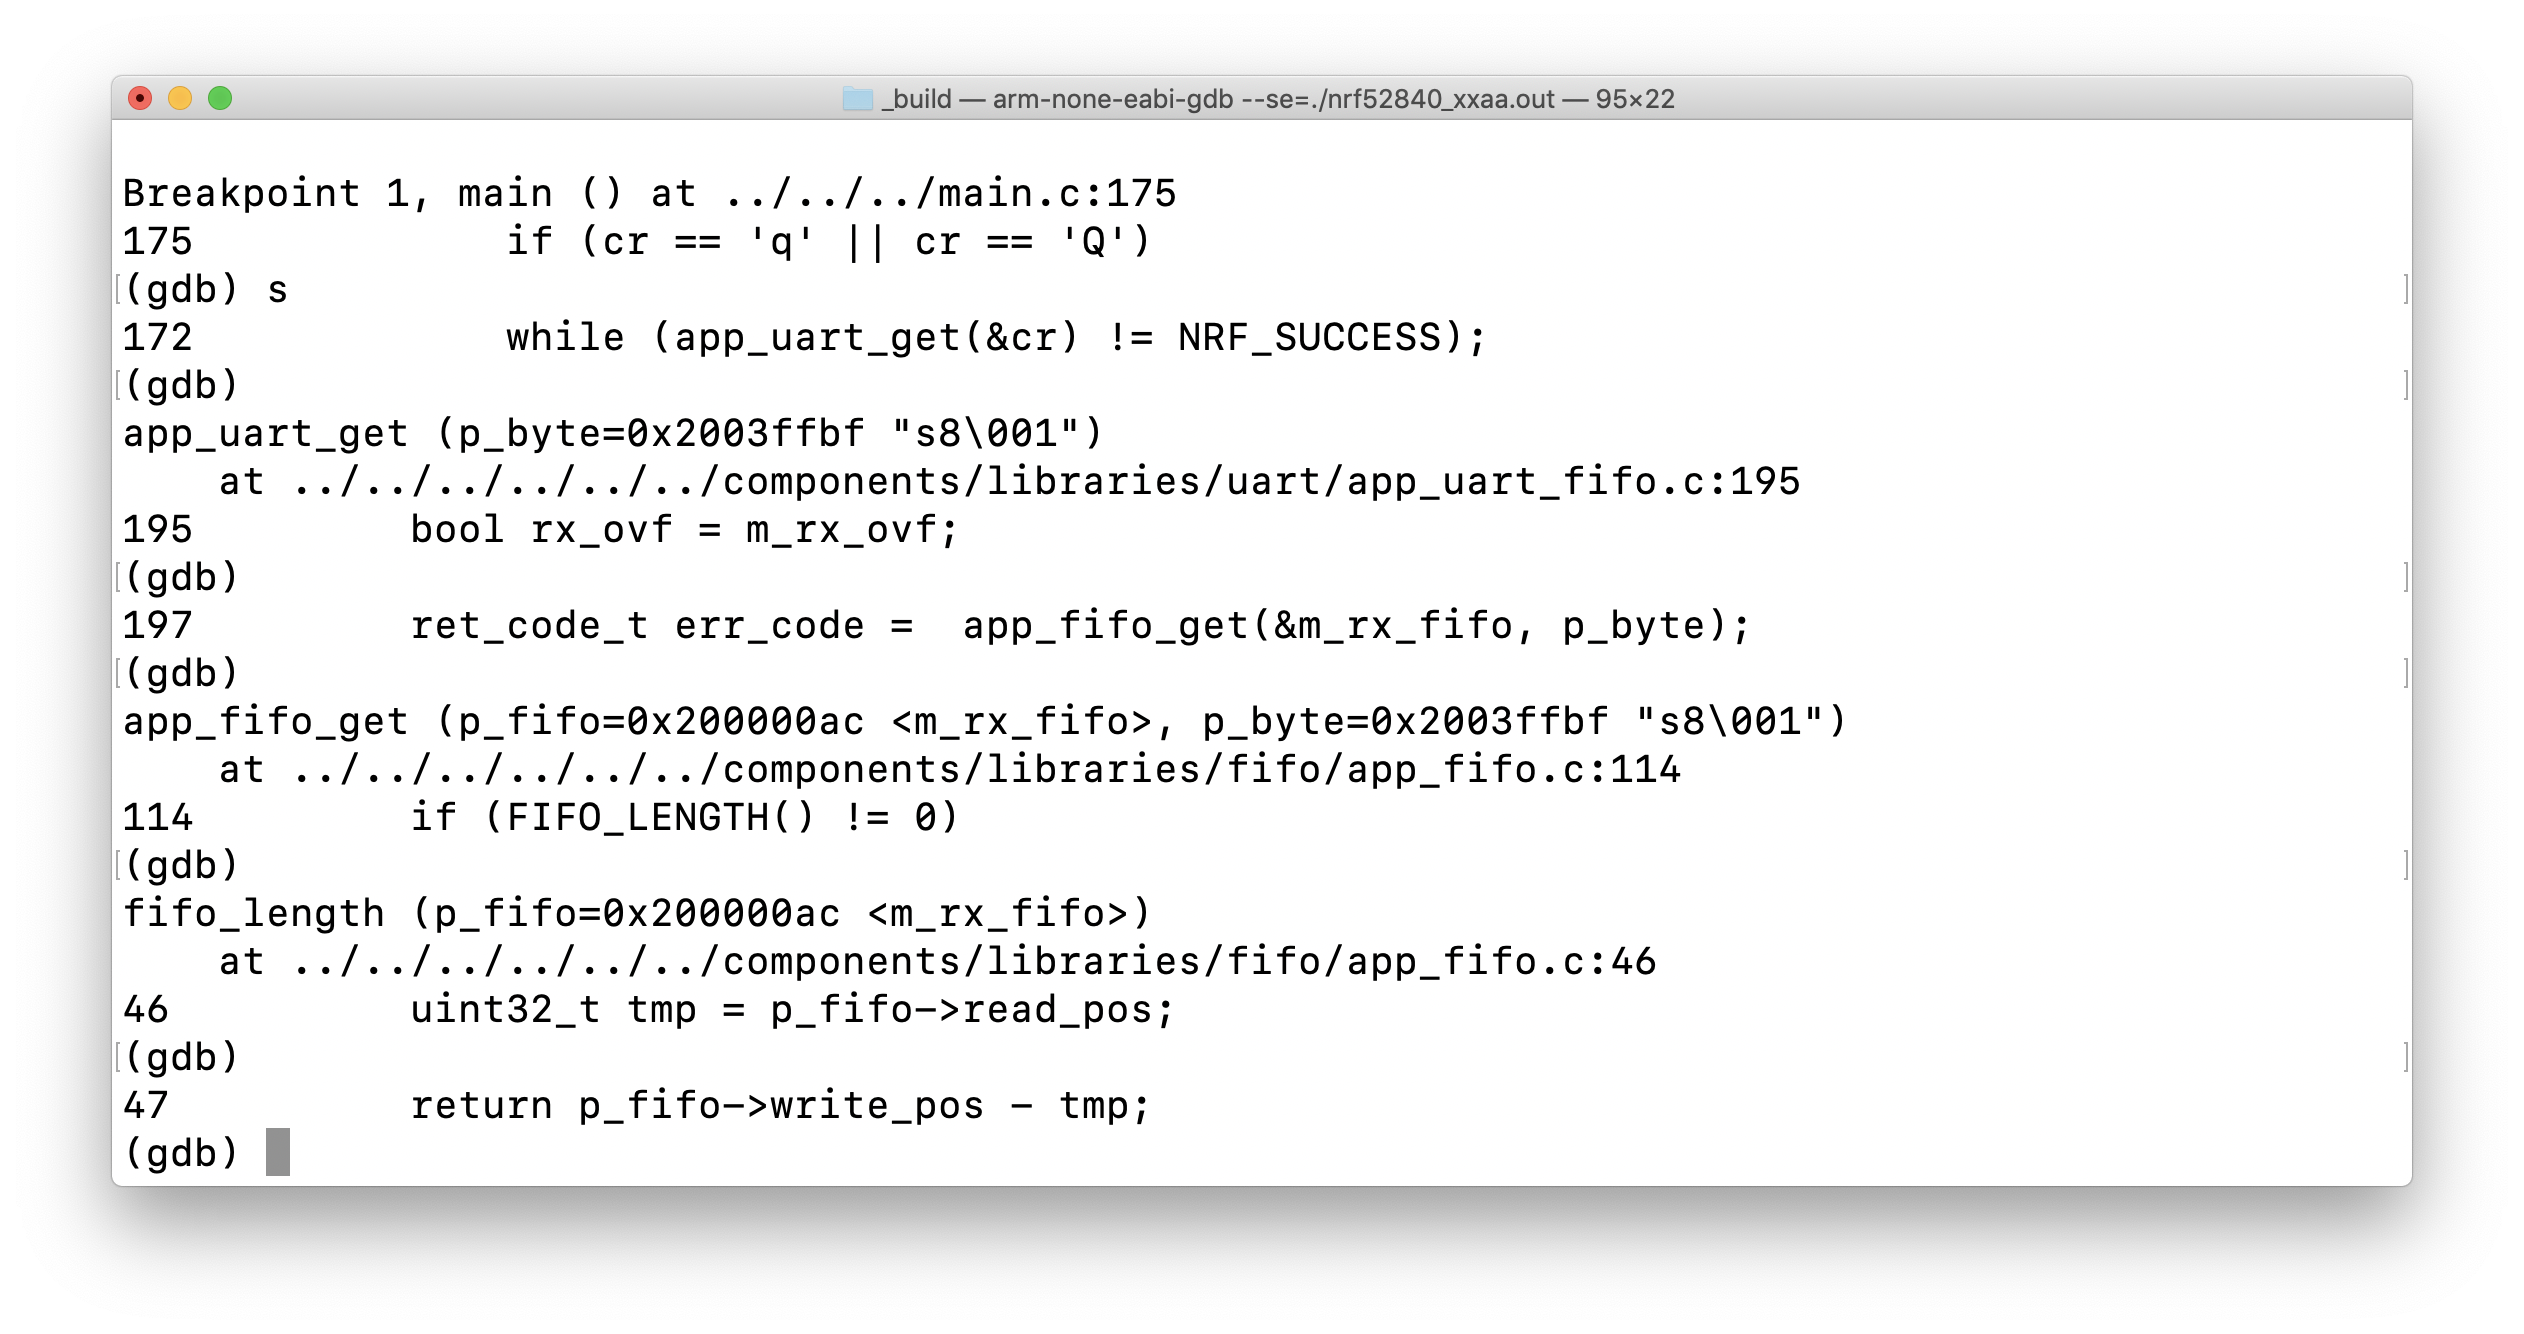 _build — arm-none-eabi-gdb --se=./nrf52840_xxaa.out — 95×22
Breakpoint 1, main () at ../../../main.c:175
175             if (cr == 'q' || cr == 'Q')
[(gdb) s ]
172             while (app_uart_get(&cr) != NRF_SUCCESS);
[(gdb) ]
app_uart_get (p_byte=0x2003ffbf "s8\001")
    at ../../../../../../components/libraries/uart/app_uart_fifo.c:195
195         bool rx_ovf = m_rx_ovf;
[(gdb) ]
197         ret_code_t err_code =  app_fifo_get(&m_rx_fifo, p_byte);
[(gdb) ]
app_fifo_get (p_fifo=0x200000ac <m_rx_fifo>, p_byte=0x2003ffbf "s8\001")
    at ../../../../../../components/libraries/fifo/app_fifo.c:114
114         if (FIFO_LENGTH() != 0)
[(gdb) ]
fifo_length (p_fifo=0x200000ac <m_rx_fifo>)
    at ../../../../../../components/libraries/fifo/app_fifo.c:46
46          uint32_t tmp = p_fifo->read_pos;
[(gdb) ]
47          return p_fifo->write_pos - tmp;
(gdb)